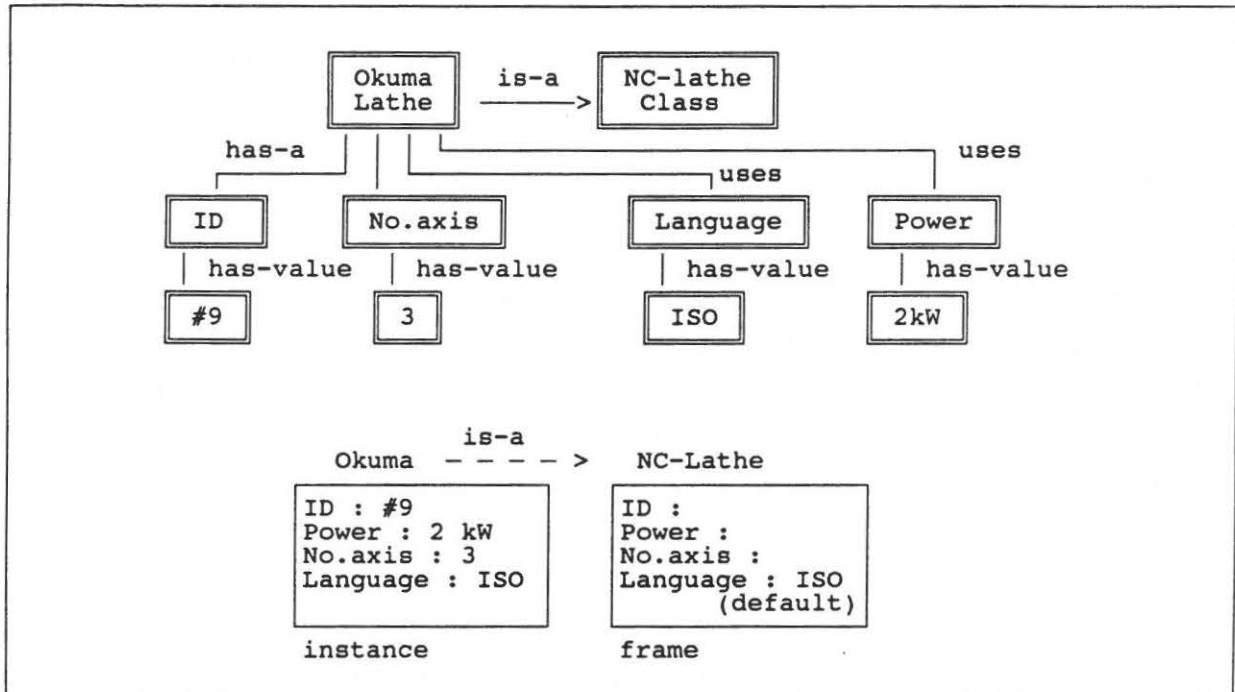 Okuma is-a NC-lathe
Lathe ———> Class
has-a uses
uses
ID No.axis Language Power
has-value has-value has-value has-value
#9 3 ISO 2kW
is-a
Okuma – – – – > NC-Lathe
ID : #9
Power : 2 kW
No.axis : 3
Language : ISO
ID :
Power :
No.axis :
Language : ISO
(default)
instance frame